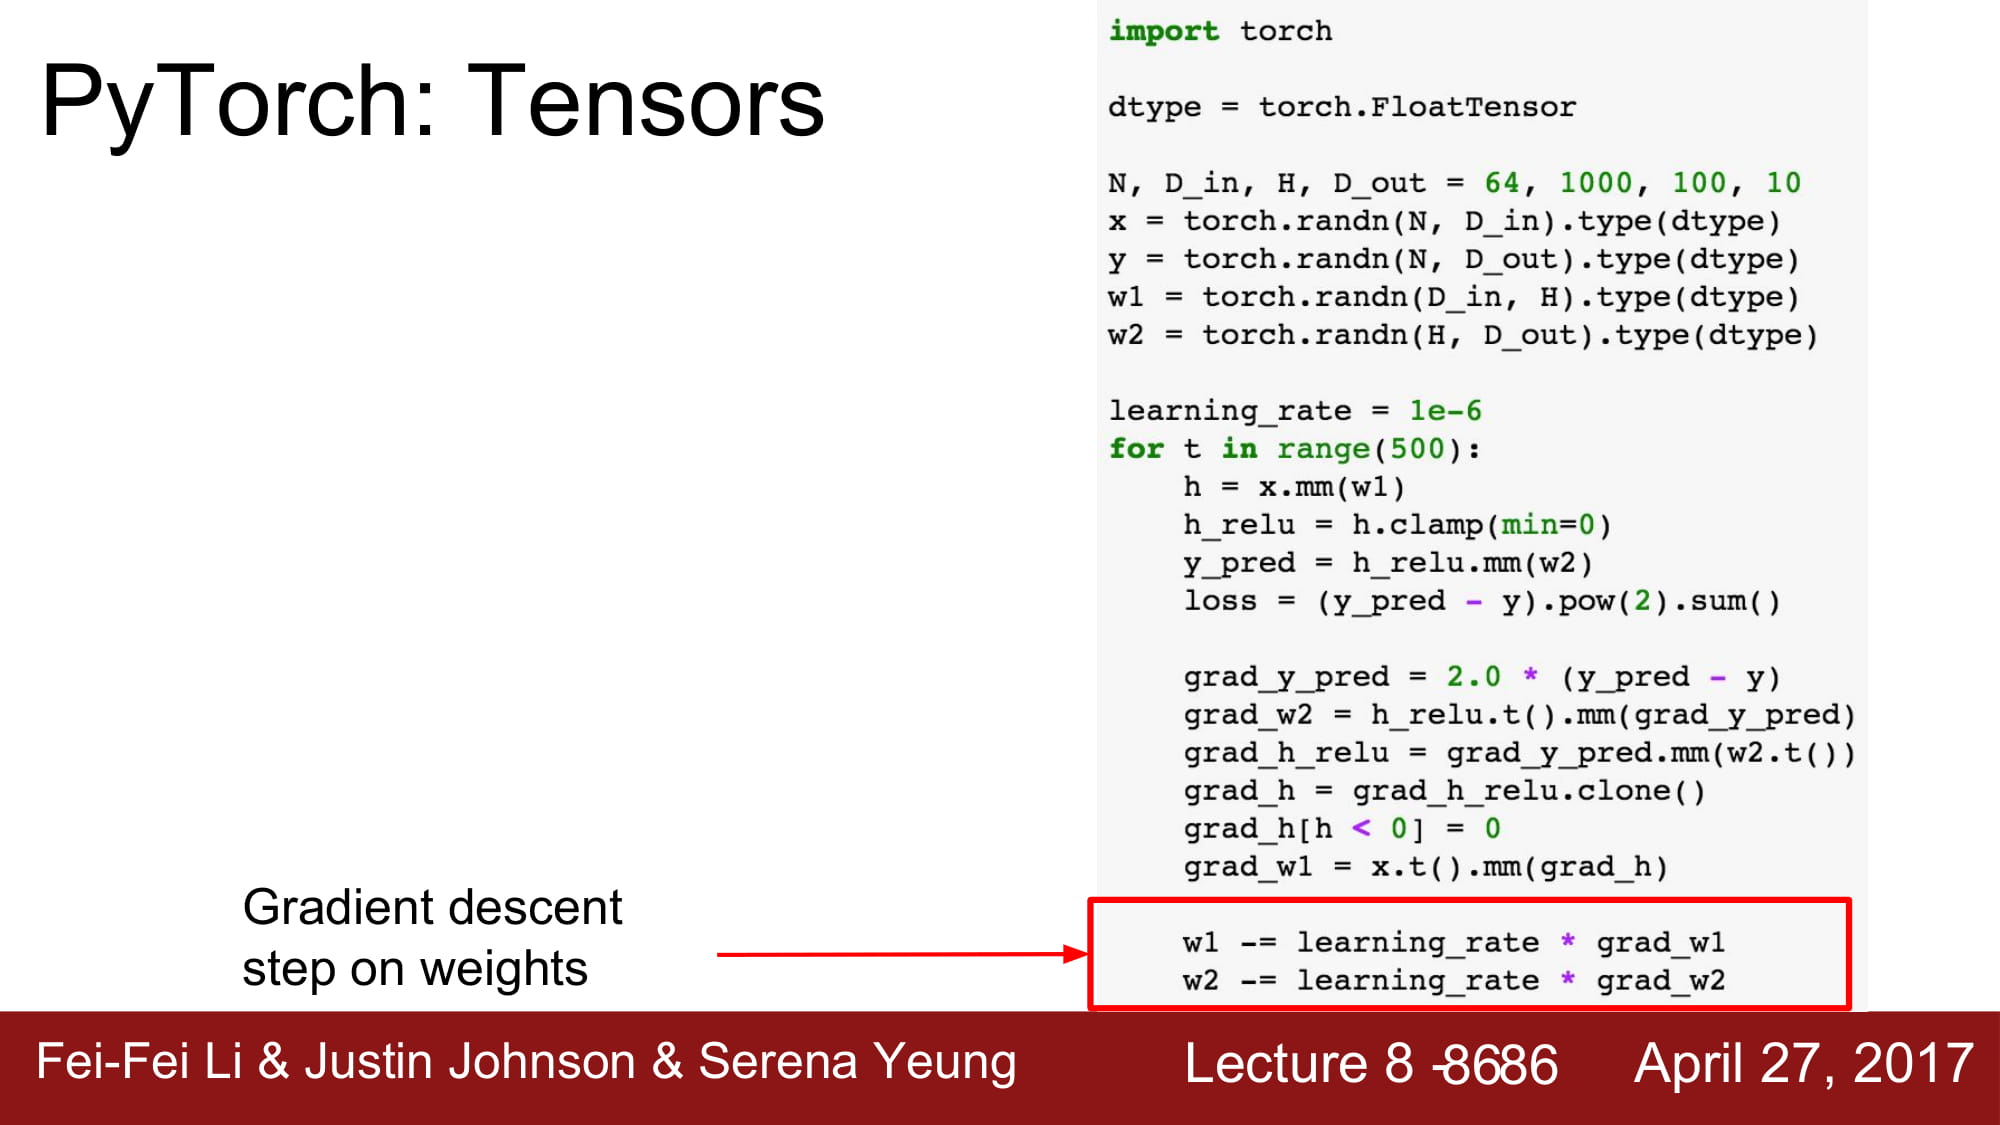 PyTorch: Tensors
import torch
dtype = torch.FloatTensor
N, D_in, H, D_out = 64, 1000, 100, 10
x = torch.randn(N, D_in).type(dtype)
y = torch.randn(N, D_out).type(dtype)
w1 = torch.randn(D_in, H).type(dtype)
w2 = torch.randn(H, D_out).type(dtype)
learning_rate = 1e-6
for t in range(500):
    h = x.mm(w1)
    h_relu = h.clamp(min=0)
    y_pred = h_relu.mm(w2)
    loss = (y_pred - y).pow(2).sum()
    grad_y_pred = 2.0 * (y_pred - y)
    grad_w2 = h_relu.t().mm(grad_y_pred)
    grad_h_relu = grad_y_pred.mm(w2.t())
    grad_h = grad_h_relu.clone()
    grad_h[h < 0] = 0
    grad_w1 = x.t().mm(grad_h)
    w1 -= learning_rate * grad_w1
    w2 -= learning_rate * grad_w2
Gradient descent
step on weights
Fei-Fei Li & Justin Johnson & Serena Yeung
Lecture 8 -8686
April 27, 2017